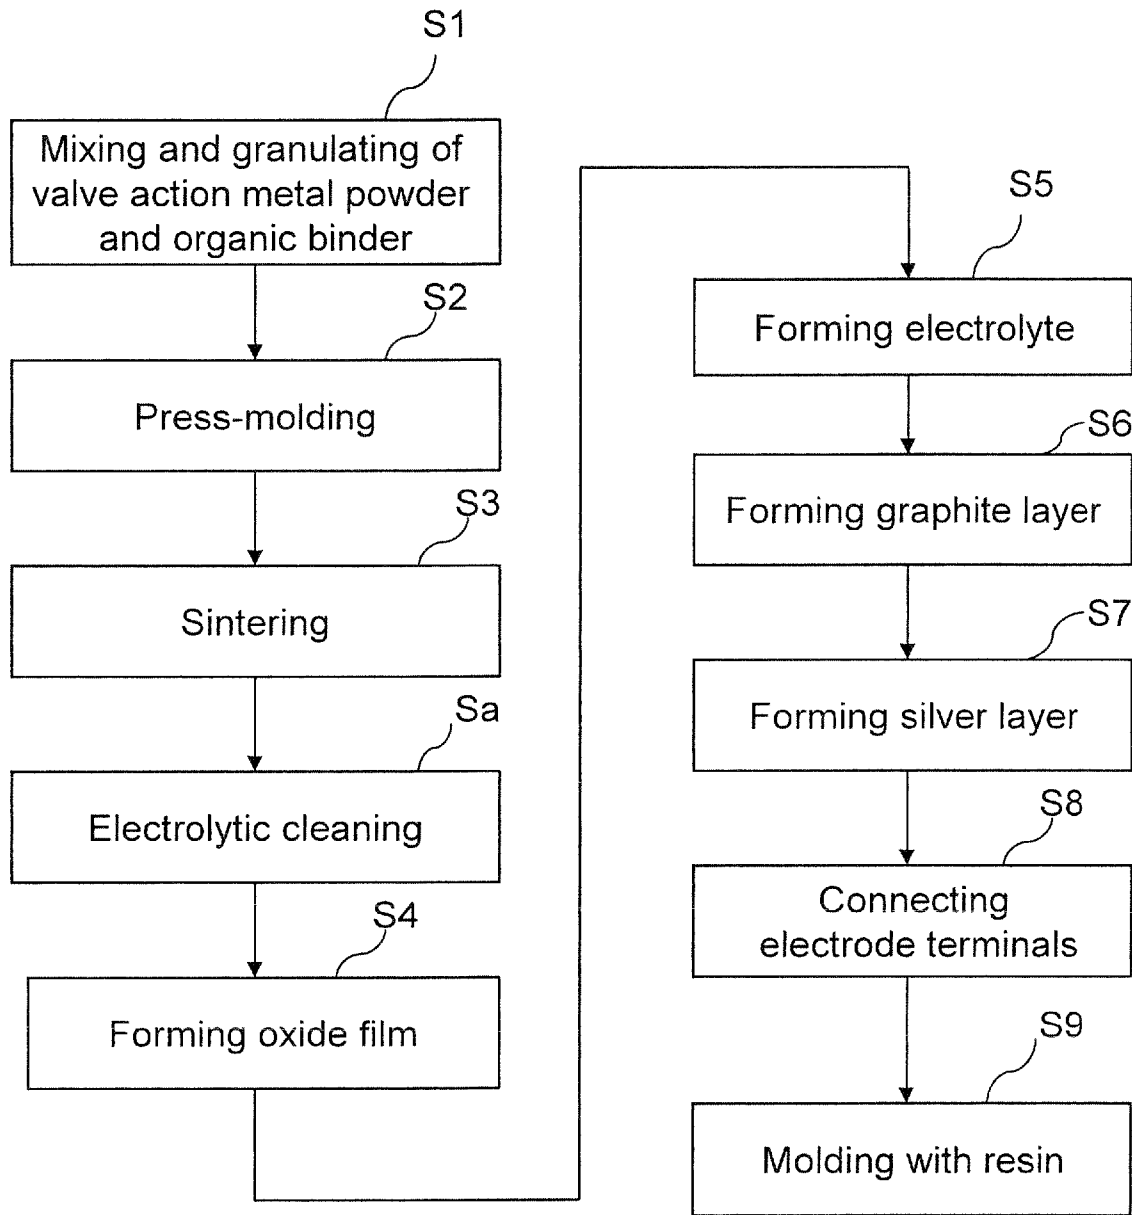 S1
Mixing and granulating of
valve action metal powder
and organic binder
S2
Press-molding
S3
Sintering
Sa
Electrolytic cleaning
S4
Forming oxide film
S5
Forming electrolyte
S6
Forming graphite layer
S7
Forming silver layer
S8
Connecting
electrode terminals
S9
Molding with resin